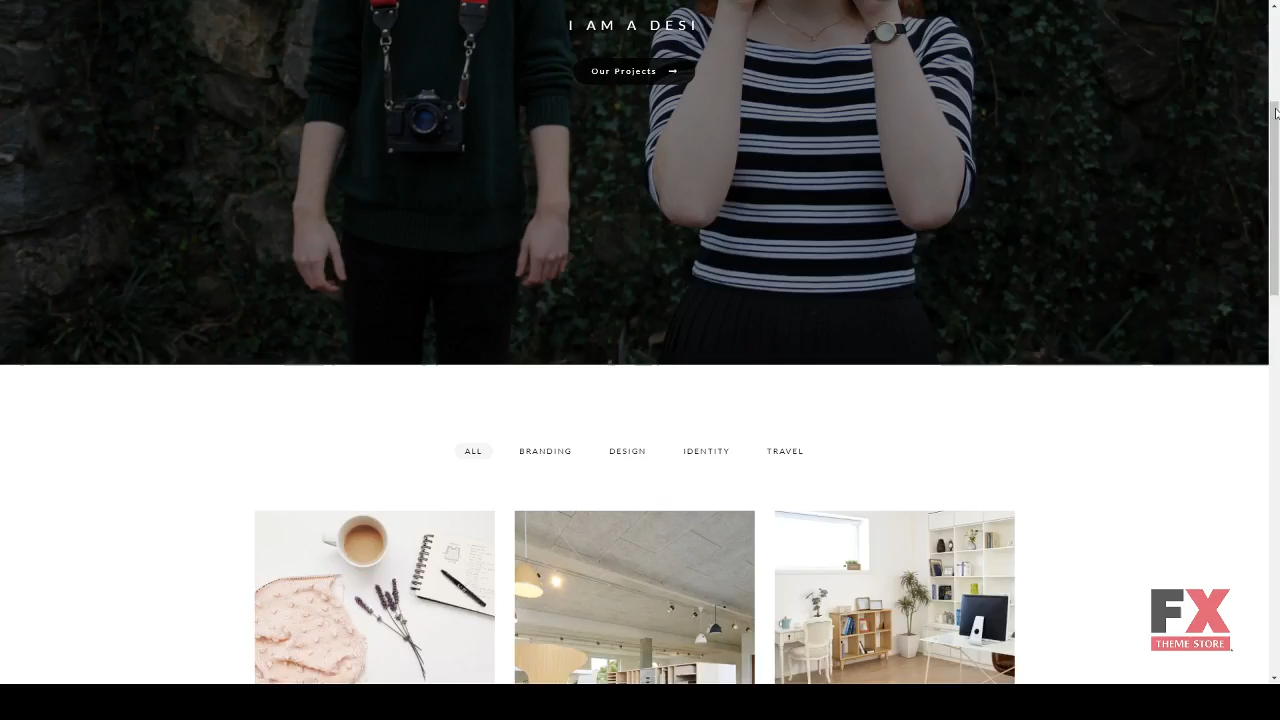 I AM A DESI
Our Projects
ALL BRANDING DESIGN IDENTITY TRAVEL
FX
THEME STORE